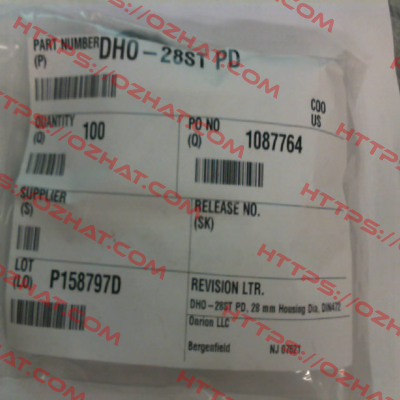 PART NUMBER DHO-28ST PD
(P)
COO
US
QUANTITY 100
(Q)
PO NO 1087764
(Q)
SUPPLIER
(S)
RELEASE NO.
(SK)
LOT
(LO) P158797D
REVISION LTR.
DHO-28ST PD, 28 mm Housing Dia, DIN472
Darion LLC
Bergenfield NJ 07621
HTTPS://OZHAT.COM